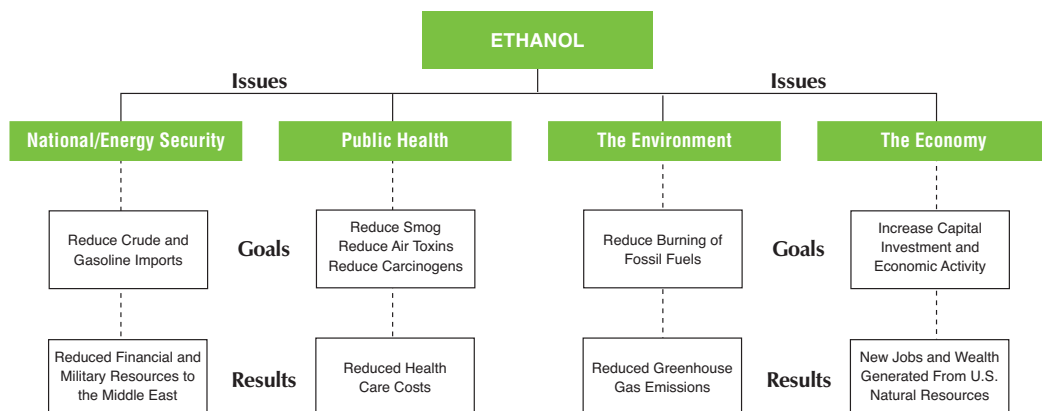 ETHANOL
Issues
Issues
National/Energy Security
Public Health
The Environment
The Economy
Reduce Crude and
Gasoline Imports
Goals
Reduce Smog
Reduce Air Toxins
Reduce Carcinogens
Reduce Burning of
Fossil Fuels
Goals
Increase Capital
Investment and
Economic Activity
Reduced Financial and
Military Resources to
the Middle East
Results
Reduced Health
Care Costs
Reduced Greenhouse
Gas Emissions
Results
New Jobs and Wealth
Generated From U.S.
Natural Resources